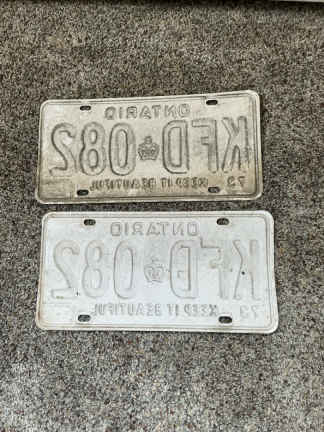 ONTARIO
KFD 082
73 KEEP IT BEAUTIFUL
ONTARIO
KFD 082
73 KEEP IT BEAUTIFUL